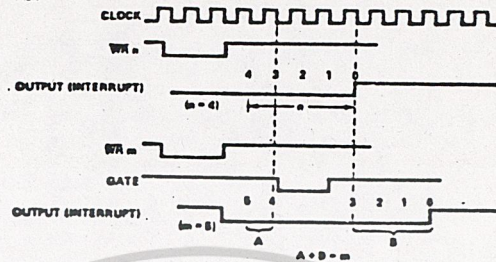 CLOCK
WR n
4 3 2 1 0
OUTPUT (INTERRUPT)
(n = 4) n
WR m
GATE
5 4 3 2 1 0
OUTPUT (INTERRUPT)
(m = 5)
A B
A + B = m